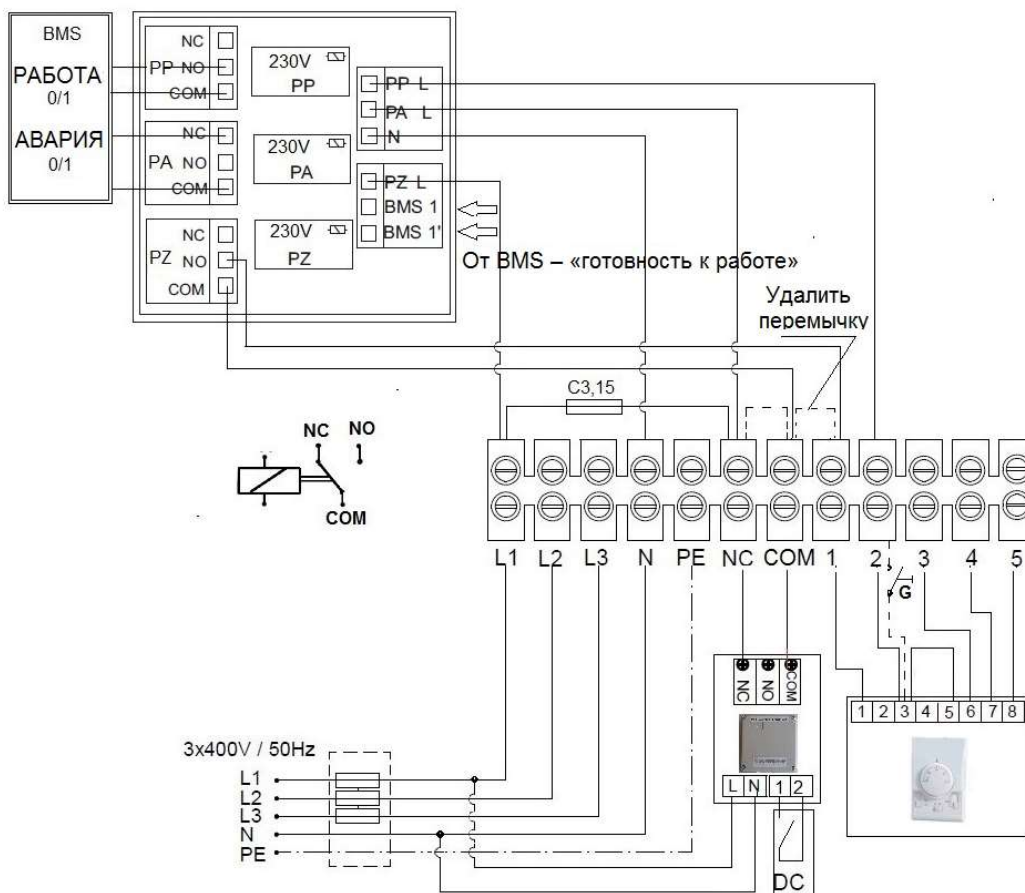 BMS
РАБОТА
0/1
АВАРИЯ
0/1
NC
PP NO
COM
NC
PA NO
COM
NC
PZ NO
COM
230V
PP
230V
PA
230V
PZ
PP L
PA L
N
PZ L
BMS 1
BMS 1'
От BMS – «готовность к работе»
Удалить
перемычку
C3,15
NC NO
COM
L1 L2 L3 N PE NC COM 1 2 3 4 5
G
NC NO COM
1 2 3 4 5 6 7 8
3x400V / 50Hz
L1
L2
L3
N
PE
L N 1 2
DC